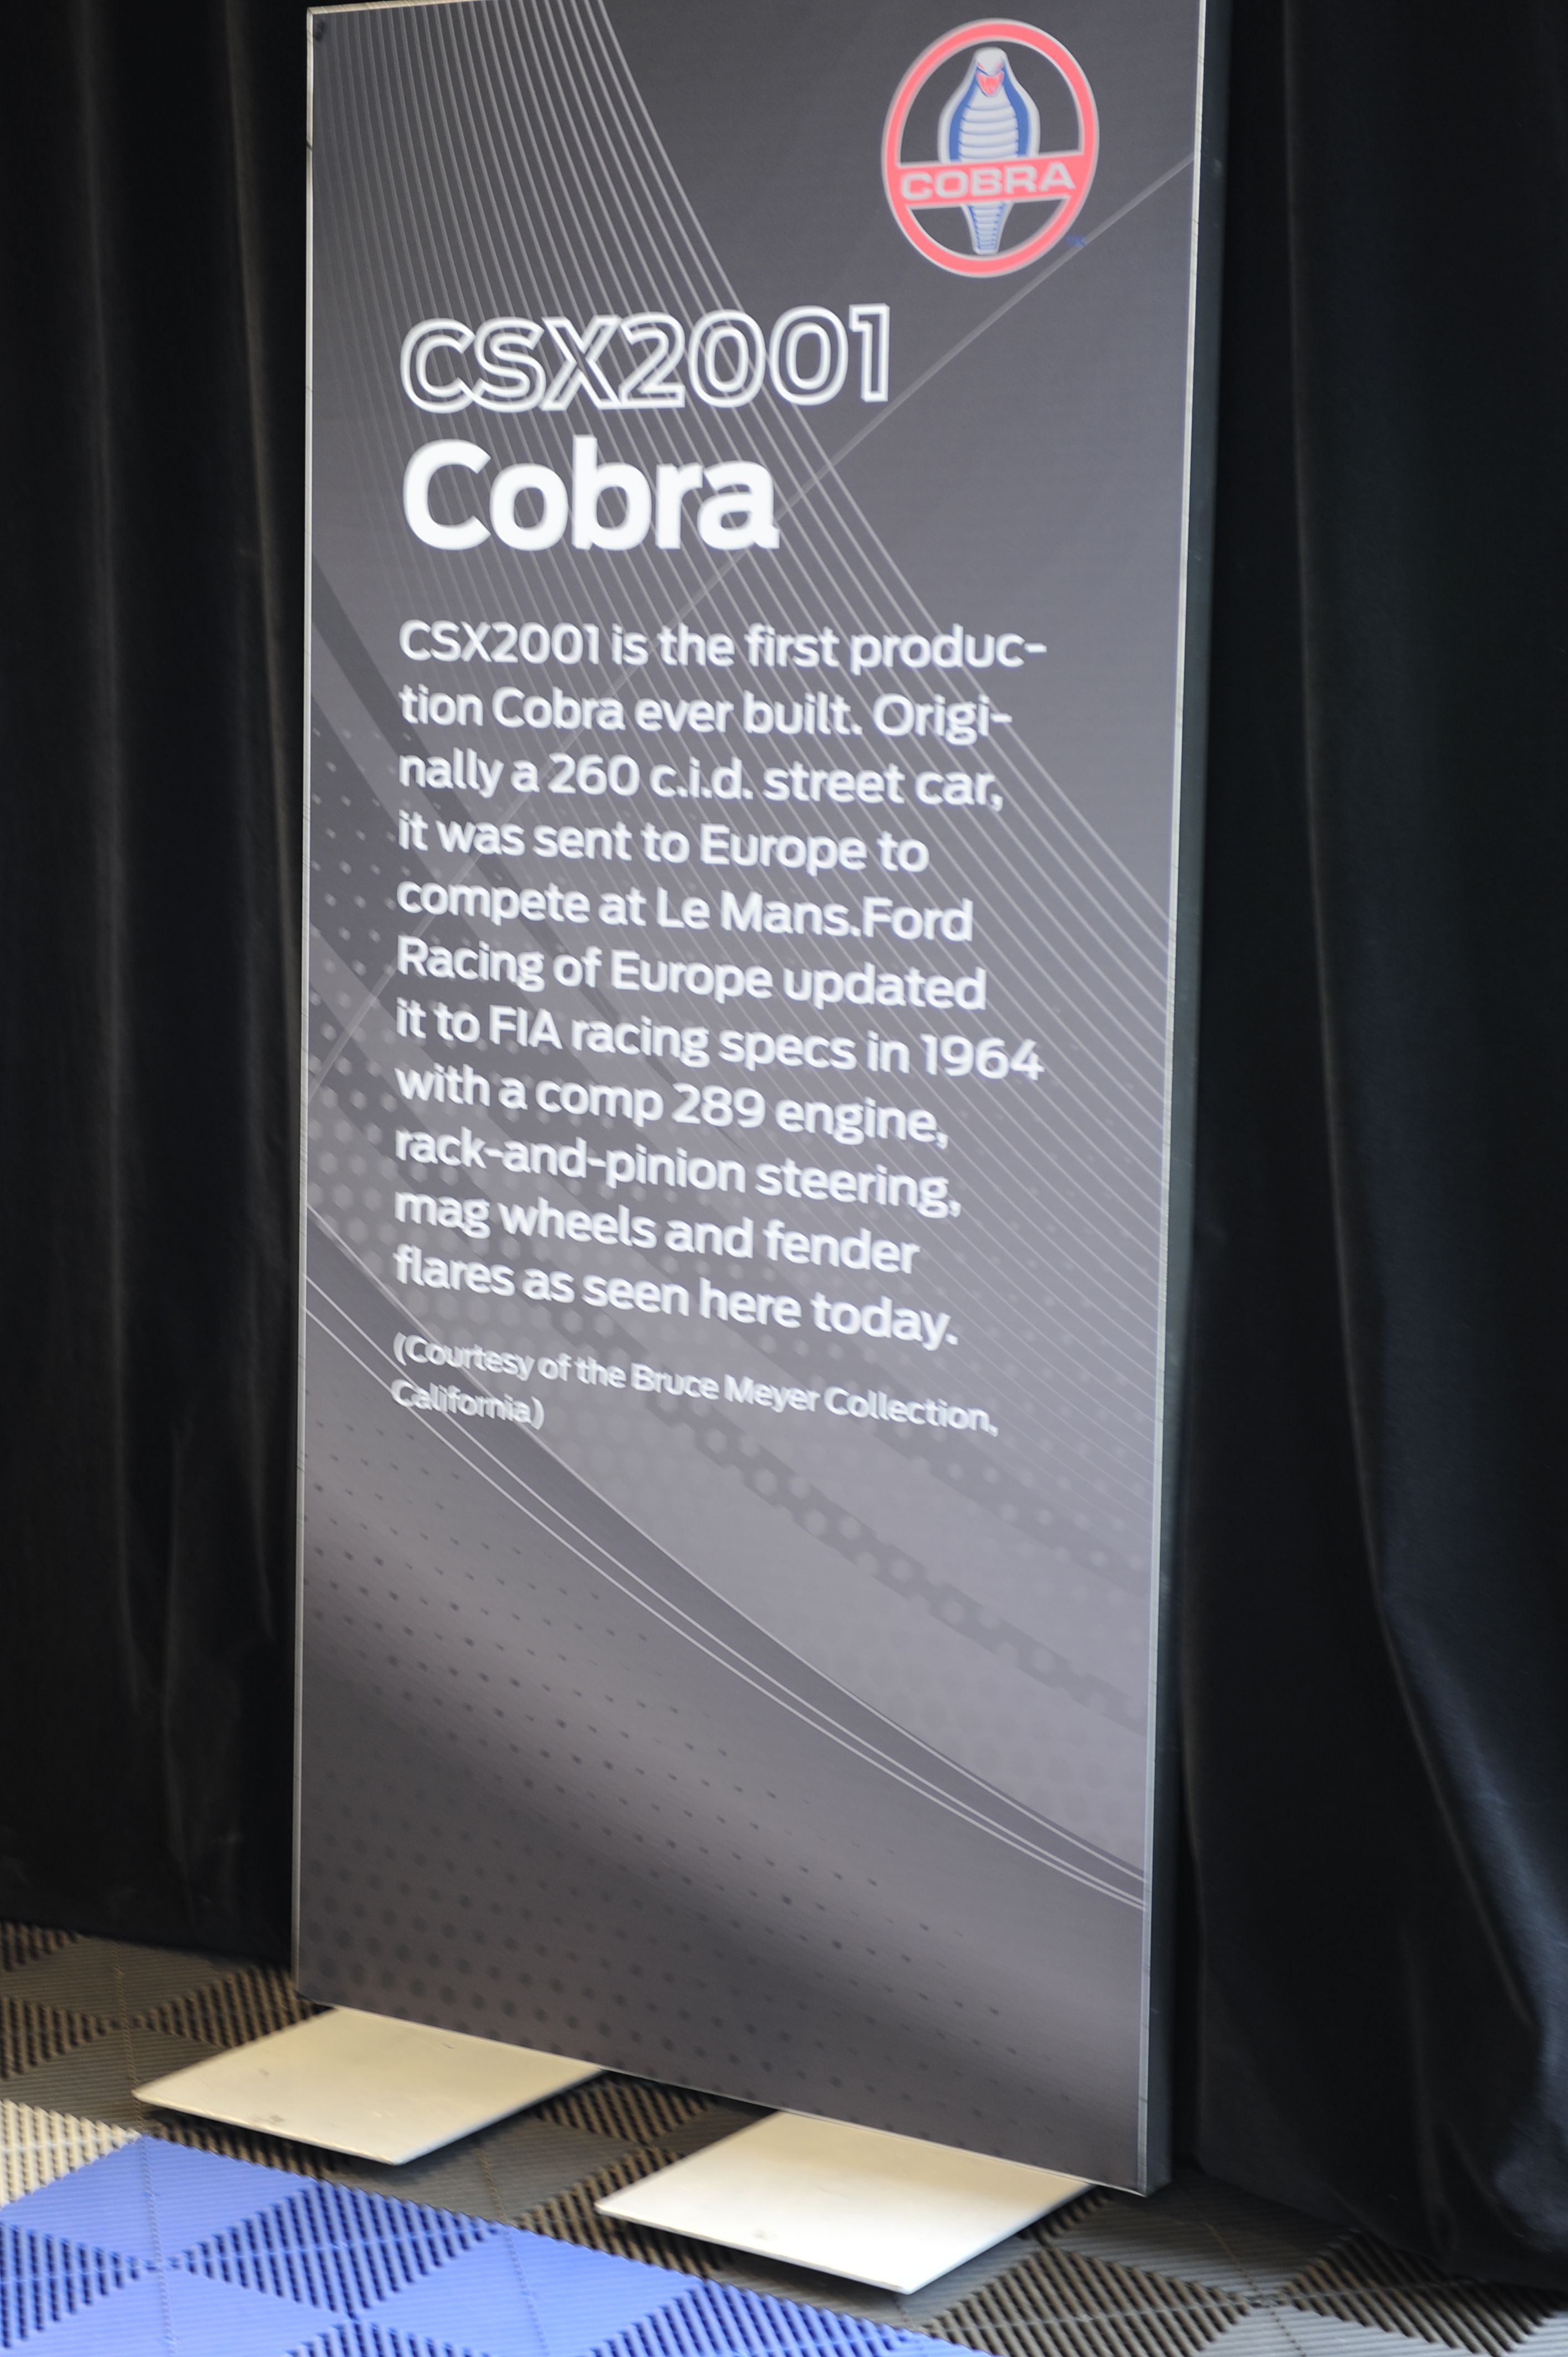 COBRA
CSX2001
Cobra
CSX2001 is the first produc-
tion Cobra ever built. Origi-
nally a 260 c.i.d. street car,
it was sent to Europe to
compete at Le Mans.Ford
Racing of Europe updated
it to FIA racing specs in 1964
with a comp 289 engine,
rack-and-pinion steering,
mag wheels and fender
flares as seen here today.
(Courtesy of the Bruce Meyer Collection,
California)